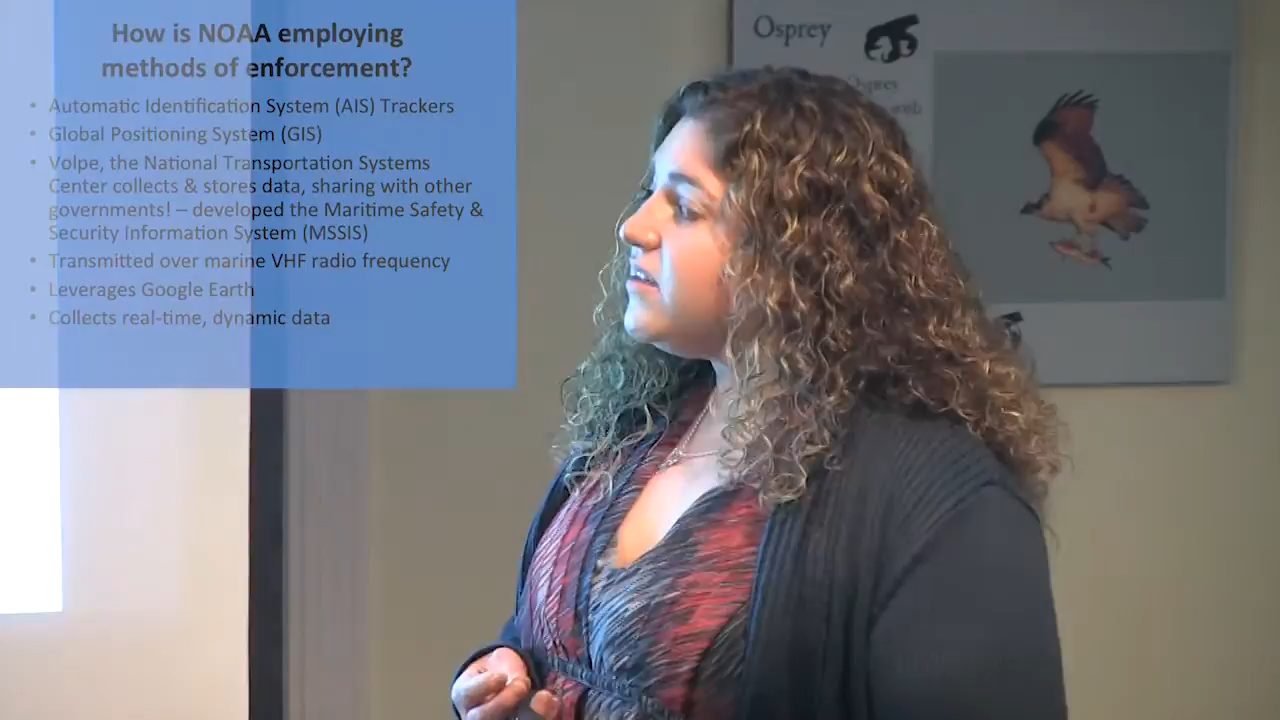 How is NOAA employing
methods of enforcement?
• Automatic Identification System (AIS) Trackers
• Global Positioning System (GIS)
• Volpe, the National Transportation Systems
Center collects & stores data, sharing with other
governments! – developed the Maritime Safety &
Security Information System (MSSIS)
• Transmitted over marine VHF radio frequency
• Leverages Google Earth
• Collects real-time, dynamic data
Osprey
Osprey